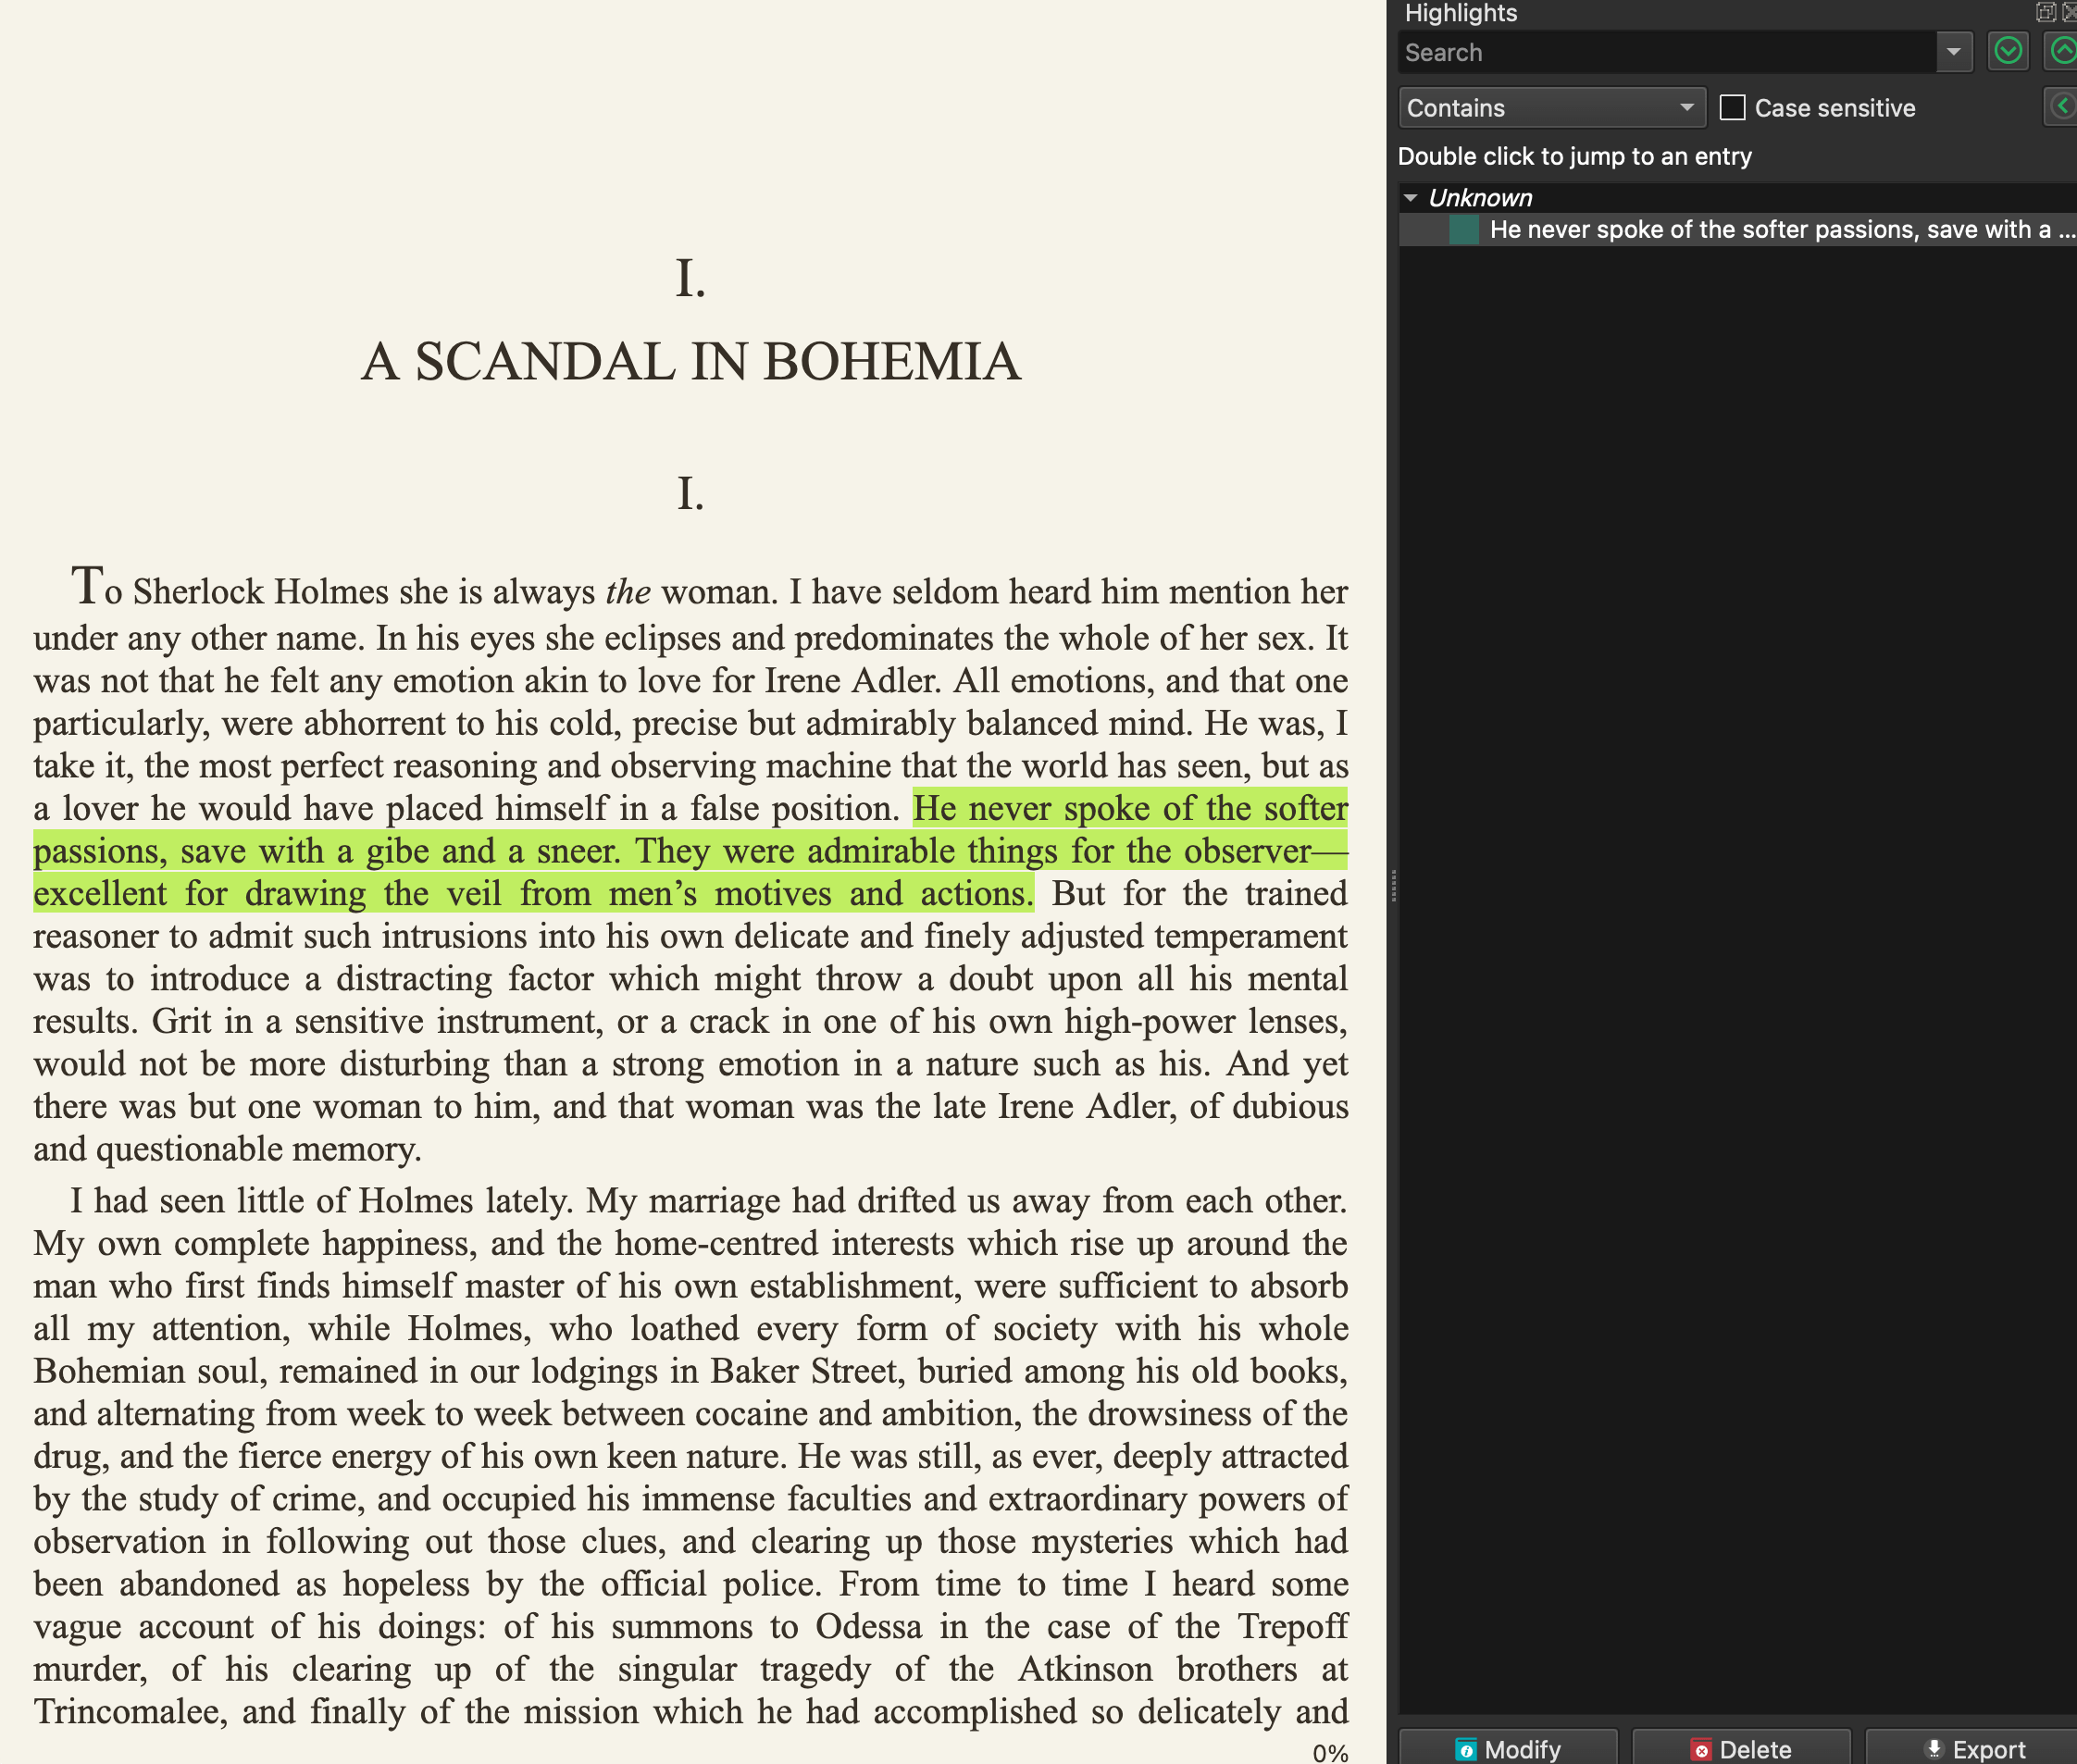 I.
A SCANDAL IN BOHEMIA
I.
To Sherlock Holmes she is always the woman. I have seldom heard him mention her
under any other name. In his eyes she eclipses and predominates the whole of her sex. It
was not that he felt any emotion akin to love for Irene Adler. All emotions, and that one
particularly, were abhorrent to his cold, precise but admirably balanced mind. He was, I
take it, the most perfect reasoning and observing machine that the world has seen, but as
a lover he would have placed himself in a false position. He never spoke of the softer
passions, save with a gibe and a sneer. They were admirable things for the observer—
excellent for drawing the veil from men’s motives and actions. But for the trained
reasoner to admit such intrusions into his own delicate and finely adjusted temperament
was to introduce a distracting factor which might throw a doubt upon all his mental
results. Grit in a sensitive instrument, or a crack in one of his own high-power lenses,
would not be more disturbing than a strong emotion in a nature such as his. And yet
there was but one woman to him, and that woman was the late Irene Adler, of dubious
and questionable memory.
I had seen little of Holmes lately. My marriage had drifted us away from each other.
My own complete happiness, and the home-centred interests which rise up around the
man who first finds himself master of his own establishment, were sufficient to absorb
all my attention, while Holmes, who loathed every form of society with his whole
Bohemian soul, remained in our lodgings in Baker Street, buried among his old books,
and alternating from week to week between cocaine and ambition, the drowsiness of the
drug, and the fierce energy of his own keen nature. He was still, as ever, deeply attracted
by the study of crime, and occupied his immense faculties and extraordinary powers of
observation in following out those clues, and clearing up those mysteries which had
been abandoned as hopeless by the official police. From time to time I heard some
vague account of his doings: of his summons to Odessa in the case of the Trepoff
murder, of his clearing up of the singular tragedy of the Atkinson brothers at
Trincomalee, and finally of the mission which he had accomplished so delicately and
0%
Highlights
Search
Contains
Case sensitive
Double click to jump to an entry
Unknown
He never spoke of the softer passions, save with a ...
Modify
Delete
Export